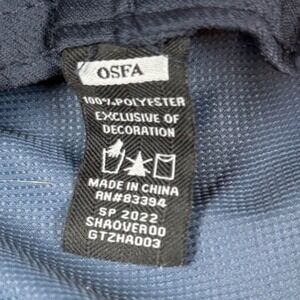 OSFA
100% POLYESTER
EXCLUSIVE OF
DECORATION
MADE IN CHINA
RN#83394
SP 2022
SHAOVER00
GTZHA003